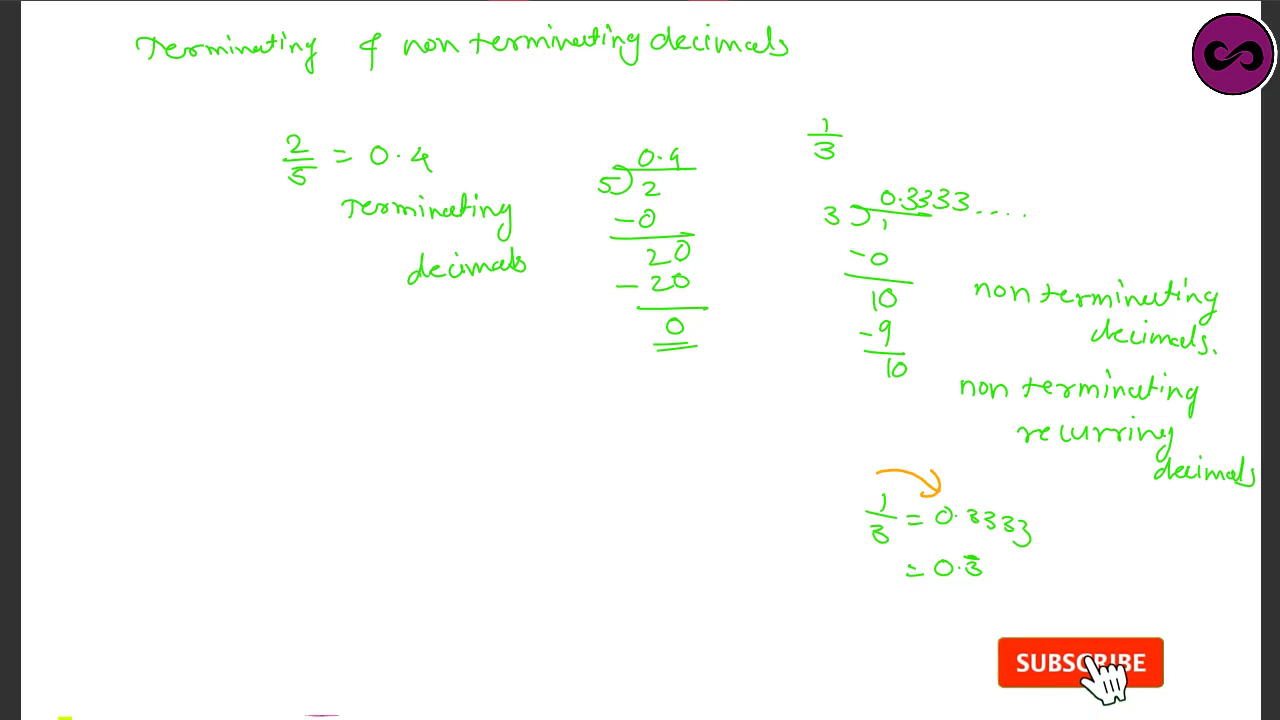 Terminating & non terminating decimals
2/5 = 0.4
Terminating
decimals
0.4
5)2
-0
20
-20
0
1/3
0.3333....
3)1
-0
10
-9
10
non terminating
decimals.
non terminating
recurring
decimals
1/3 = 0.3333
= 0.3̅
SUBSCRIBE